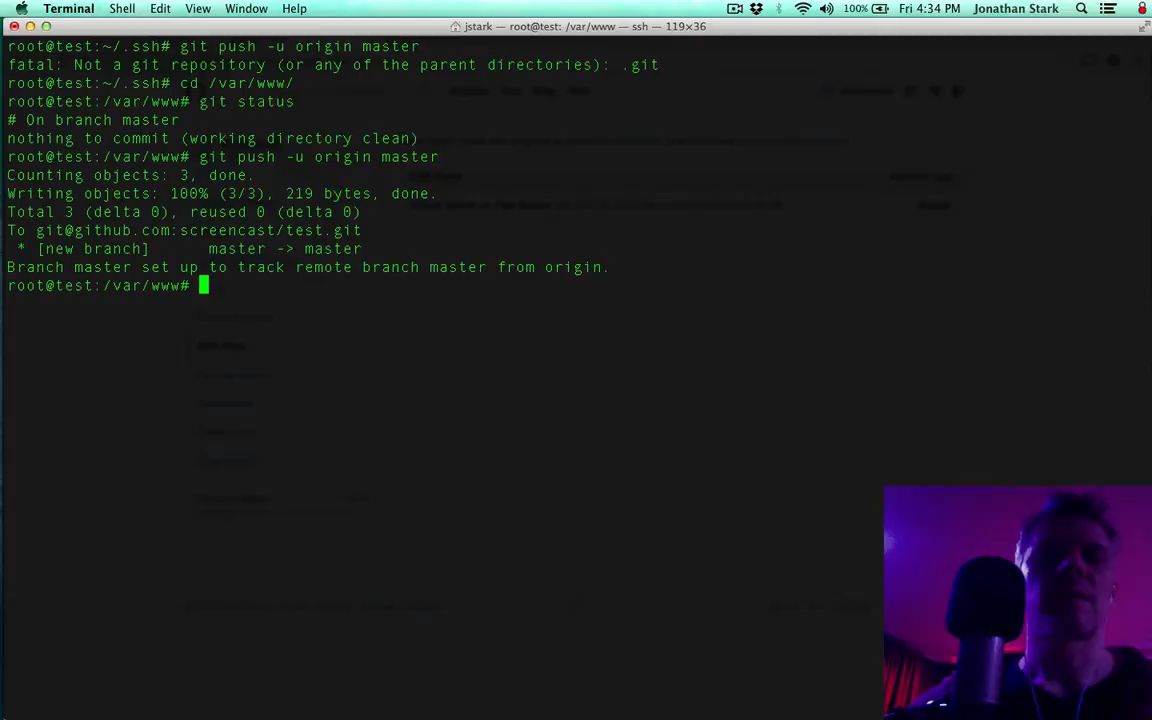 Terminal Shell Edit View Window Help 100% Fri 4:34 PM Jonathan Stark
jstark — root@test: /var/www — ssh — 119×36
root@test:~/.ssh# git push -u origin master
fatal: Not a git repository (or any of the parent directories): .git
root@test:~/.ssh# cd /var/www/
root@test:/var/www# git status
# On branch master
nothing to commit (working directory clean)
root@test:/var/www# git push -u origin master
Counting objects: 3, done.
Writing objects: 100% (3/3), 219 bytes, done.
Total 3 (delta 0), reused 0 (delta 0)
To git@github.com:screencast/test.git
 * [new branch]      master -> master
Branch master set up to track remote branch master from origin.
root@test:/var/www#